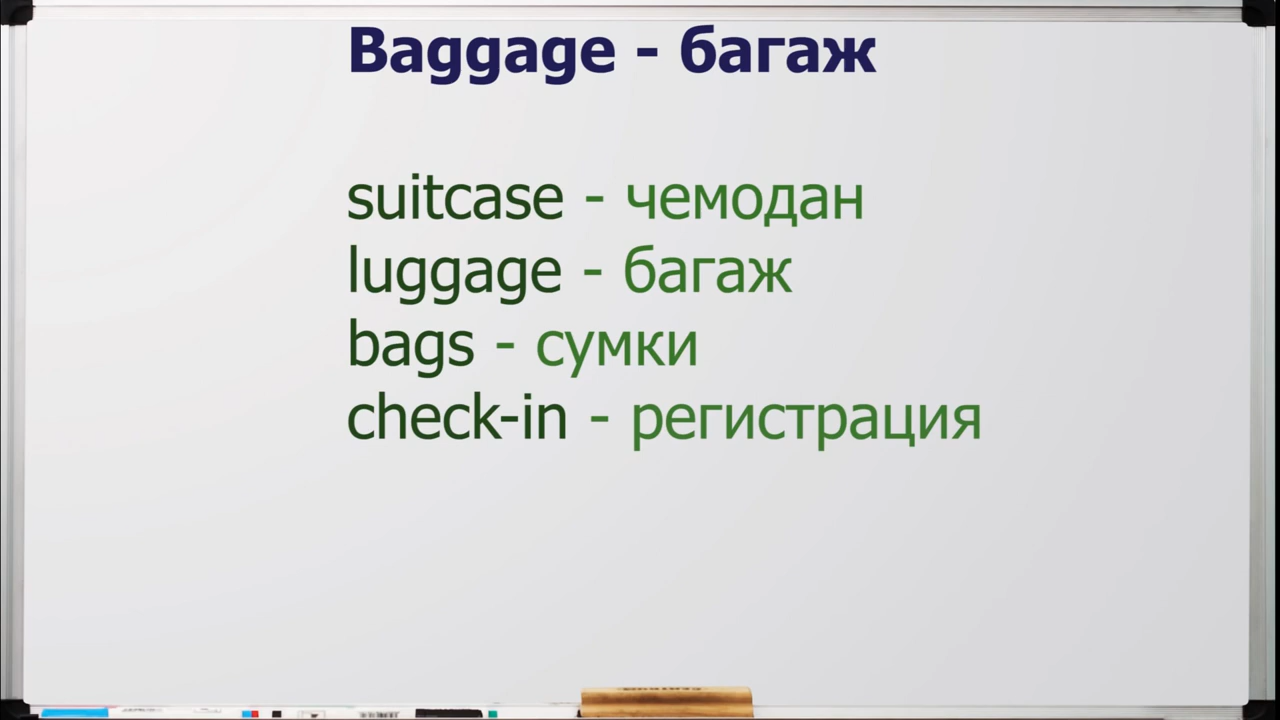 Baggage - багаж
suitcase - чемодан
luggage - багаж
bags - сумки
check-in - регистрация